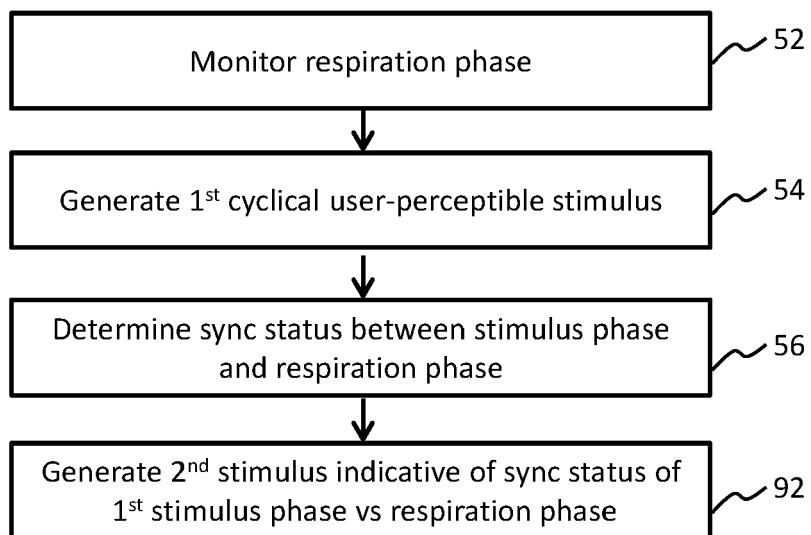 Monitor respiration phase
52
Generate 1st cyclical user-perceptible stimulus
54
Determine sync status between stimulus phase
and respiration phase
56
Generate 2nd stimulus indicative of sync status of
1st stimulus phase vs respiration phase
92